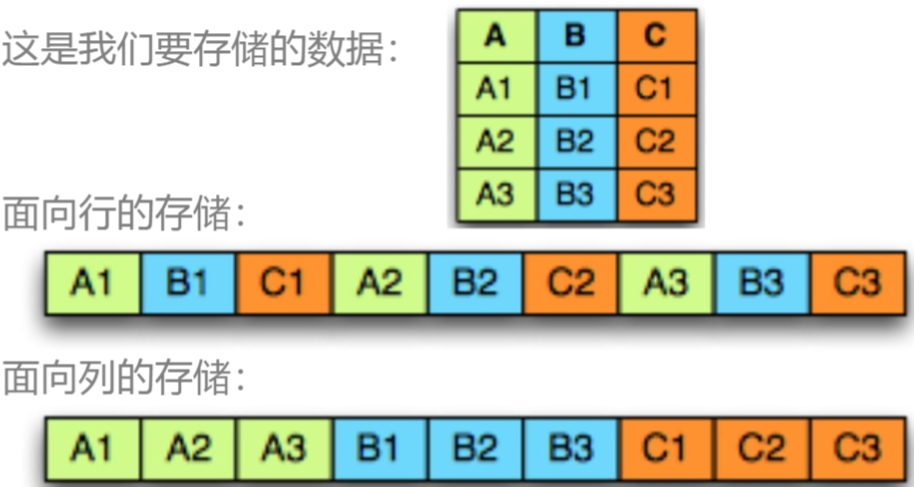 这是我们要存储的数据：
A B C
A1 B1 C1
A2 B2 C2
A3 B3 C3
面向行的存储：
A1 B1 C1 A2 B2 C2 A3 B3 C3
面向列的存储：
A1 A2 A3 B1 B2 B3 C1 C2 C3